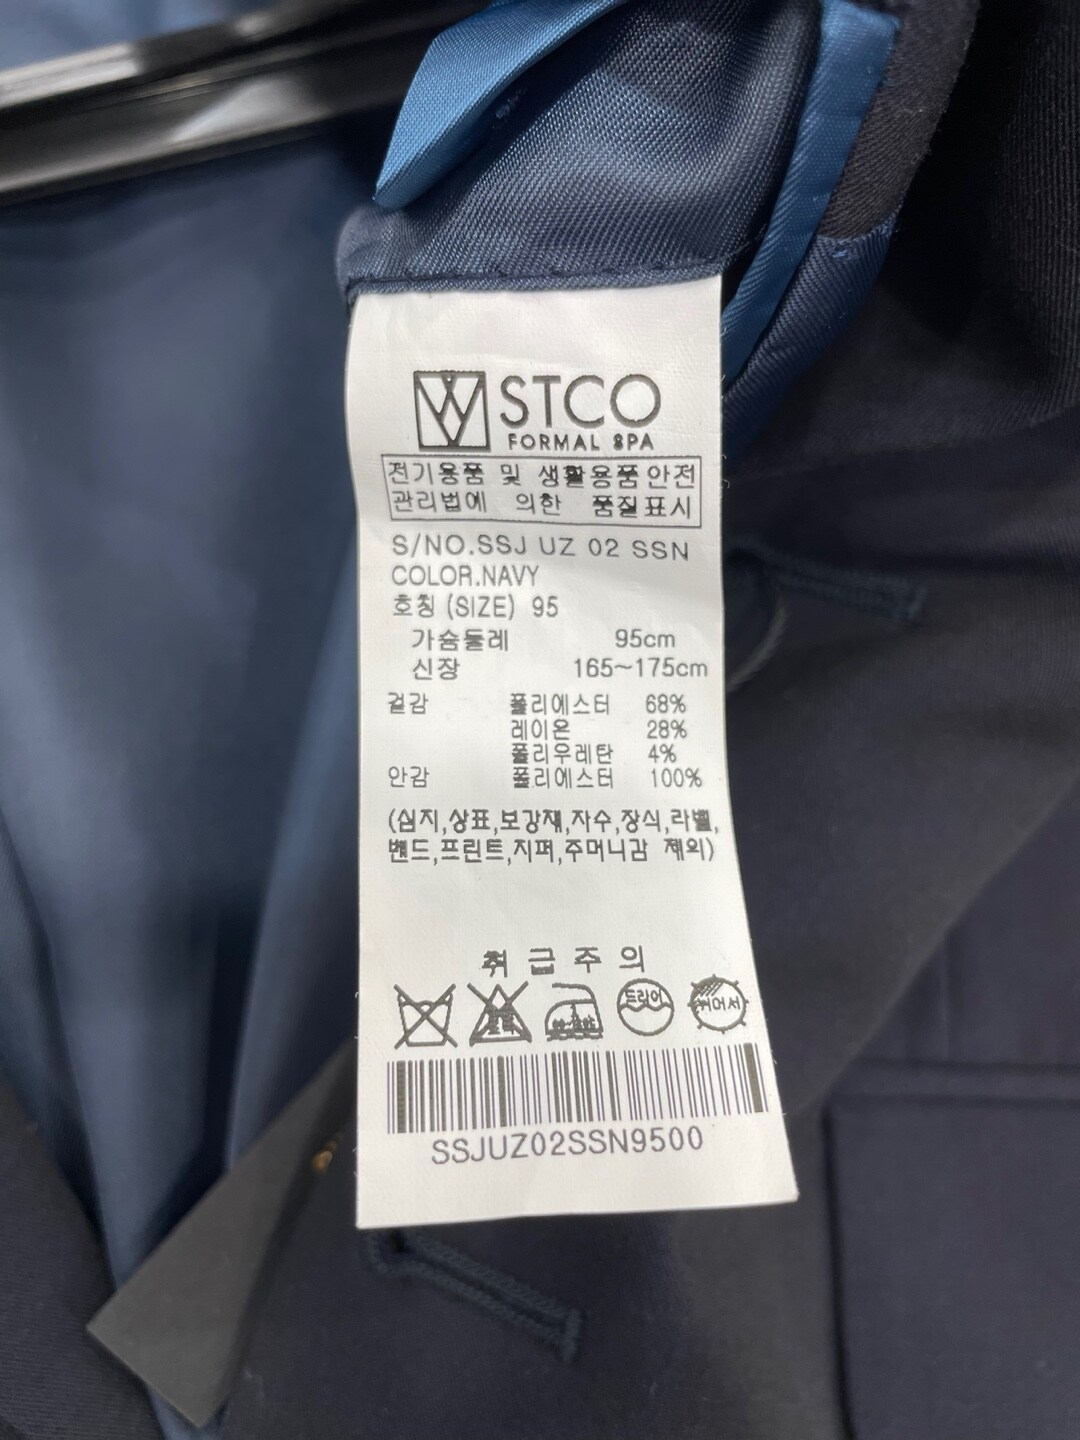 STCO
FORMAL SPA
전기용품 및 생활용품안전
관리법에 의한 품질표시
S/NO.SSJ UZ 02 SSN
COLOR.NAVY
호칭 (SIZE) 95
가슴둘레 95cm
신장 165~175cm
겉감 폴리에스터 68%
레이온 28%
폴리우레탄 4%
안감 폴리에스터 100%
(심지,상표,보강재,자수,장식,라벨,
밴드,프린트,지퍼,주머니감 제외)
취급주의
드라이
SSJUZ02SSN9500